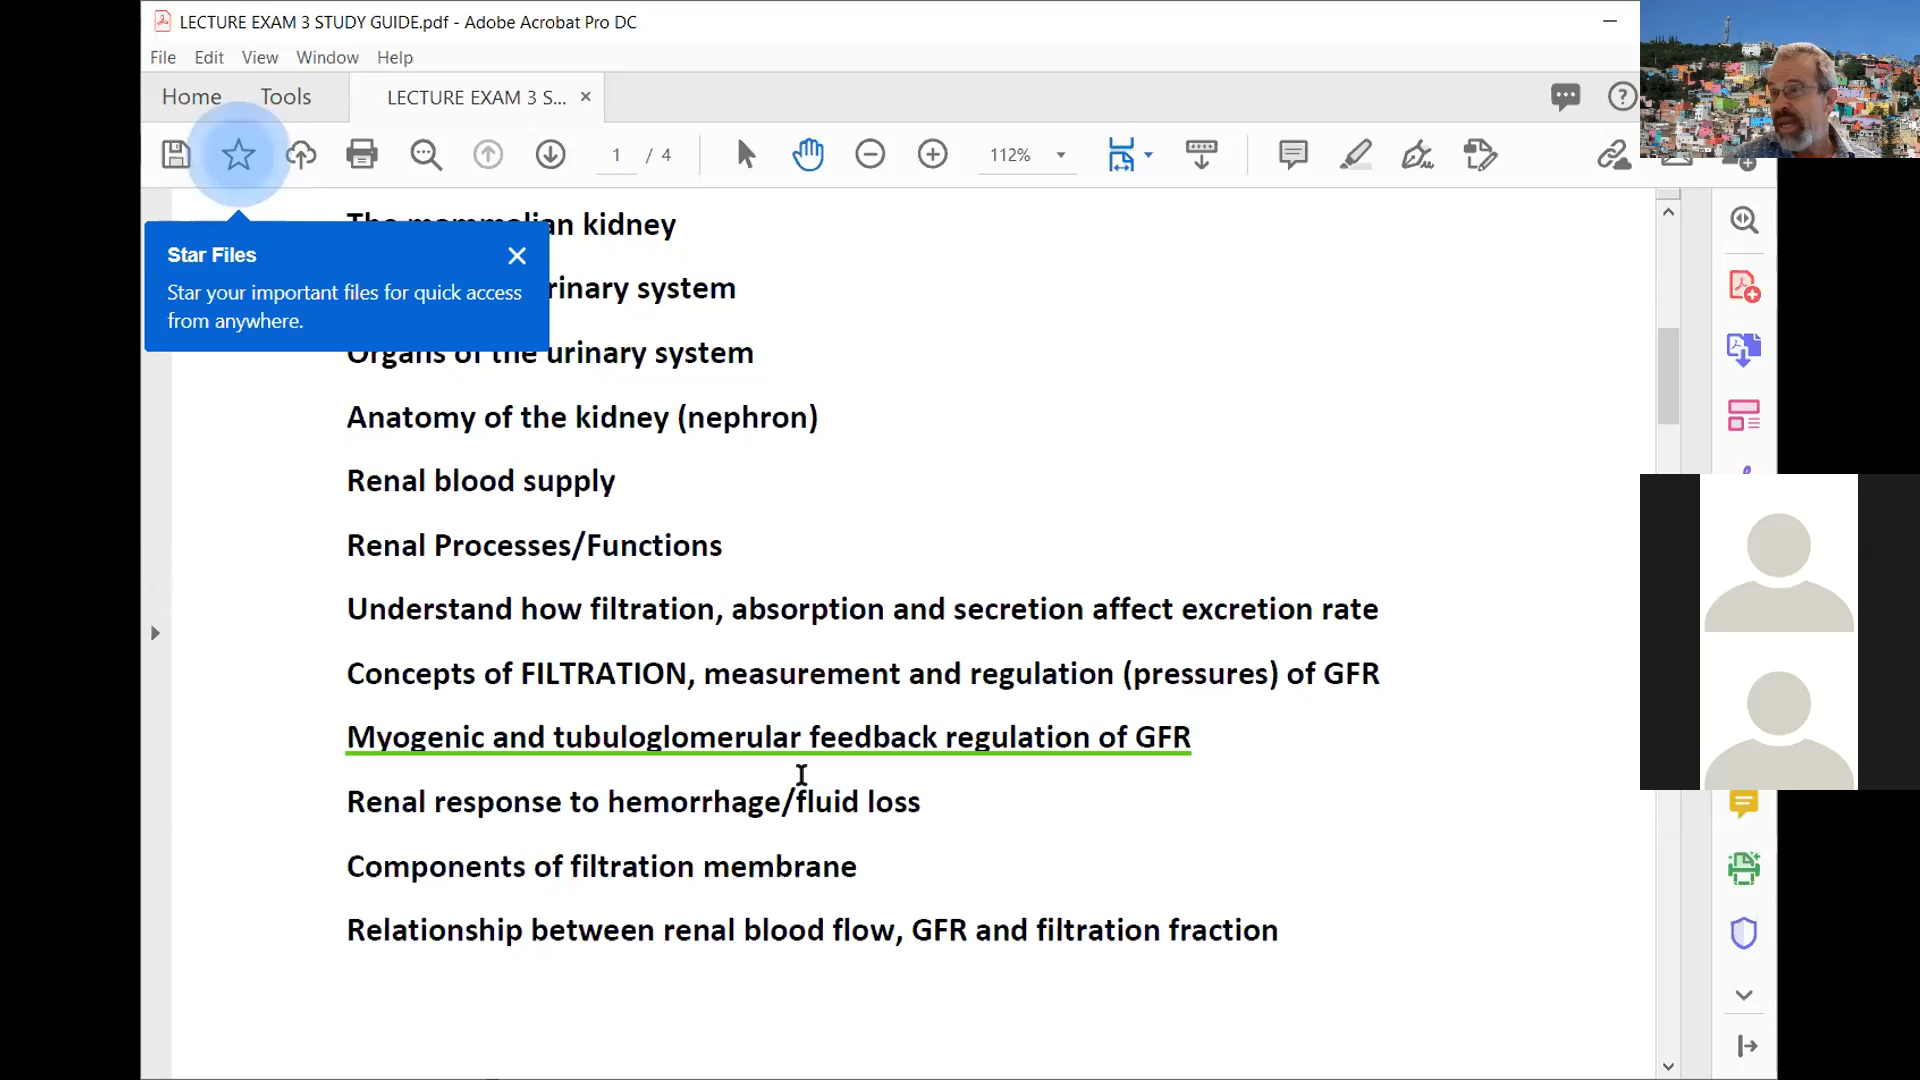 LECTURE EXAM 3 STUDY GUIDE.pdf - Adobe Acrobat Pro DC
File Edit View Window Help
Home Tools LECTURE EXAM 3 S... ×
1 / 4 112%
kidney
Star Files
Star your important files for quick access
from anywhere.
urinary system
Organs of the urinary system
Anatomy of the kidney (nephron)
Renal blood supply
Renal Processes/Functions
Understand how filtration, absorption and secretion affect excretion rate
Concepts of FILTRATION, measurement and regulation (pressures) of GFR
Myogenic and tubuloglomerular feedback regulation of GFR
Renal response to hemorrhage/fluid loss
Components of filtration membrane
Relationship between renal blood flow, GFR and filtration fraction